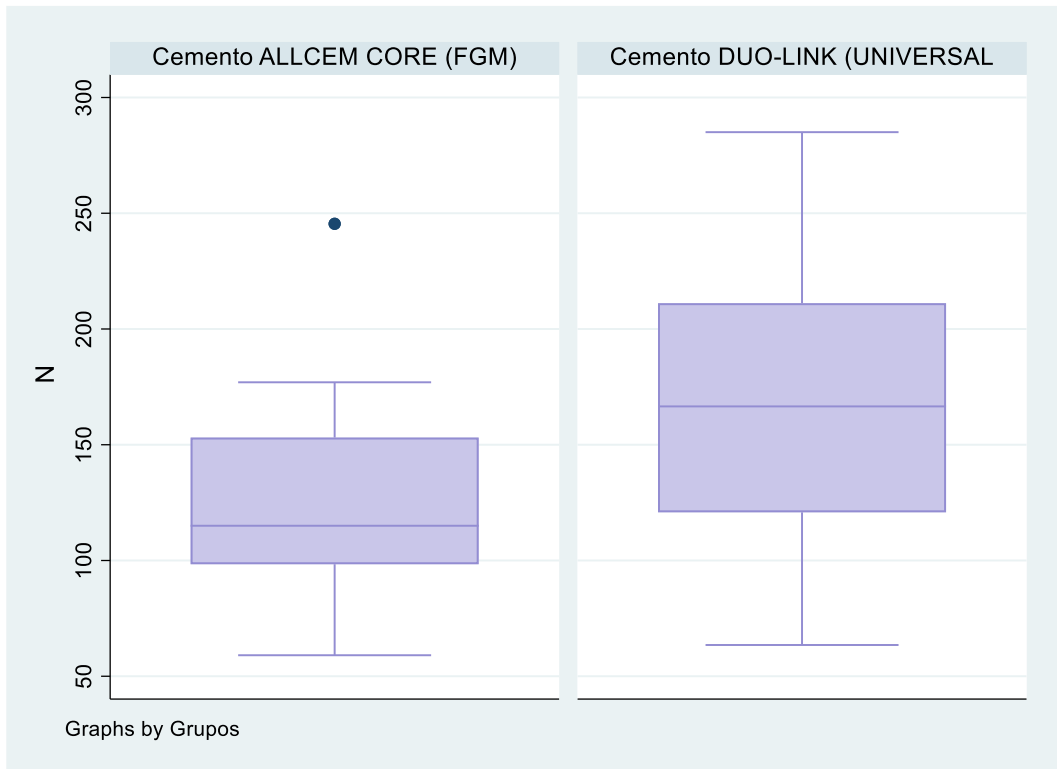 Cemento ALLCEM CORE (FGM)
Cemento DUO-LINK (UNIVERSAL
300
250
200
150
100
50
N
Graphs by Grupos